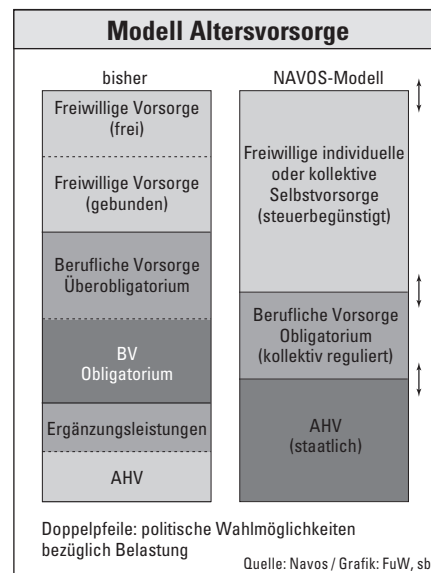 Modell Altersvorsorge
bisher
Freiwillige Vorsorge
(frei)
Freiwillige Vorsorge
(gebunden)
Berufliche Vorsorge
Überobligatorium
BV
Obligatorium
Ergänzungsleistungen
AHV
NAVOS-Modell
Freiwillige individuelle
oder kollektive
Selbstvorsorge
(steuerbegünstigt)
Berufliche Vorsorge
Obligatorium
(kollektiv reguliert)
AHV
(staatlich)
Doppelpfeile: politische Wahlmöglichkeiten
bezüglich Belastung
Quelle: Navos / Grafik: FuW, sb